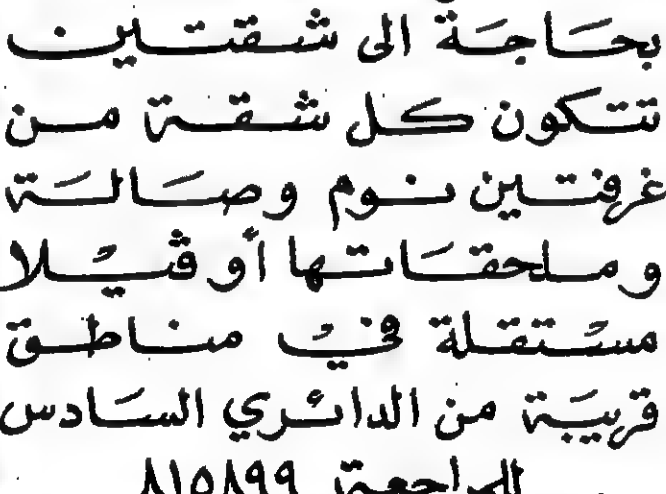 بحاجة الى شقتين
تتكون كل شقة من
غرفتين نوم وصالة
وملحقاتها أو ڤيلا
مستقلة في مناطق
قريبة من الدائري السادس
للمراجعة ٨١٥٨٩٩